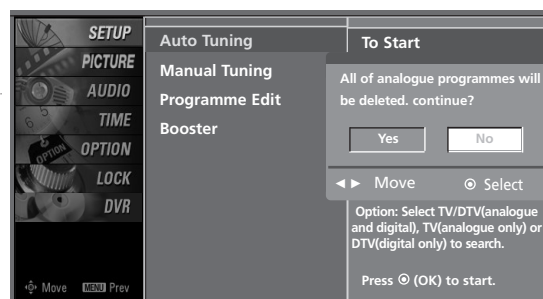 SETUP
PICTURE
AUDIO
TIME
OPTION
LOCK
DVR
Move MENU Prev
Auto Tuning
Manual Tuning
Programme Edit
Booster
To Start
All of analogue programmes will
be deleted. continue?
Yes No
◄ ► Move ⊙ Select
Option: Select TV/DTV(analogue
and digital), TV(analogue only) or
DTV(digital only) to search.
Press ⊙ (OK) to start.